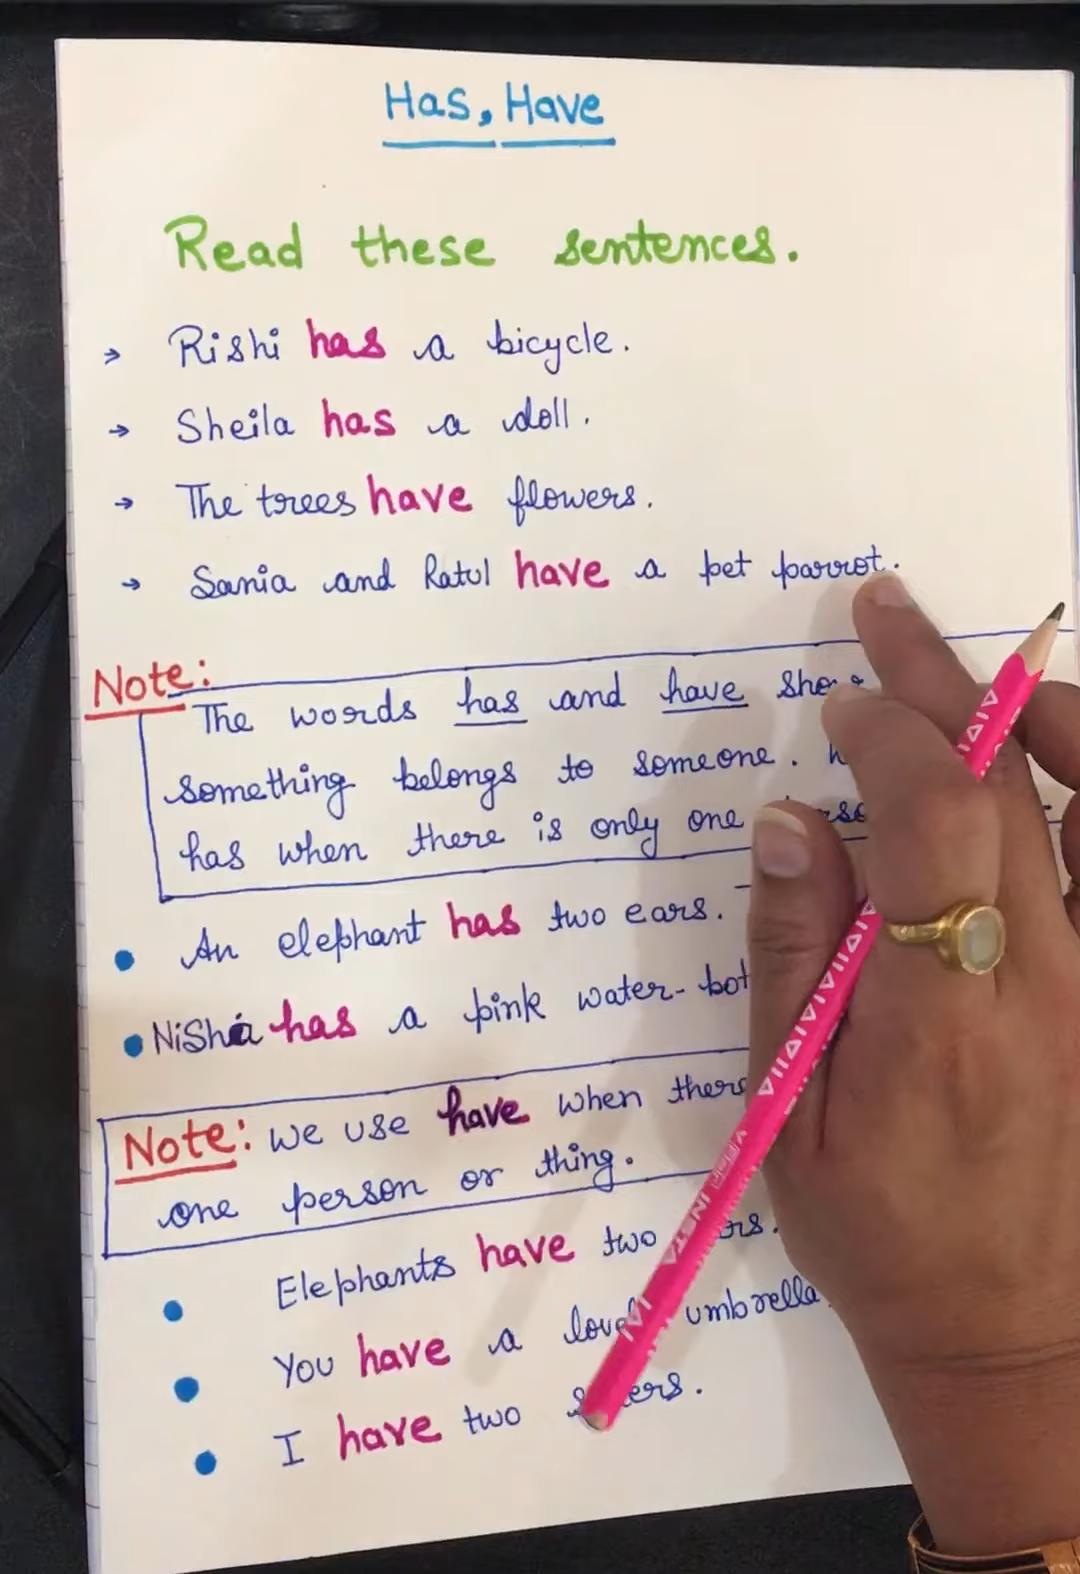 Has, Have
Read these sentences.
Rishi has a bicycle.
Sheila has a doll.
The trees have flowers.
Sania and Ratul have a pet parrot.
Note:
The words has and have
something belongs to someone.
has when there is only one
An elephant has two ears.
Nisha has a pink water-
Note: we use have when
one person or thing.
Elephants have two
You have a umbrella.
I have two